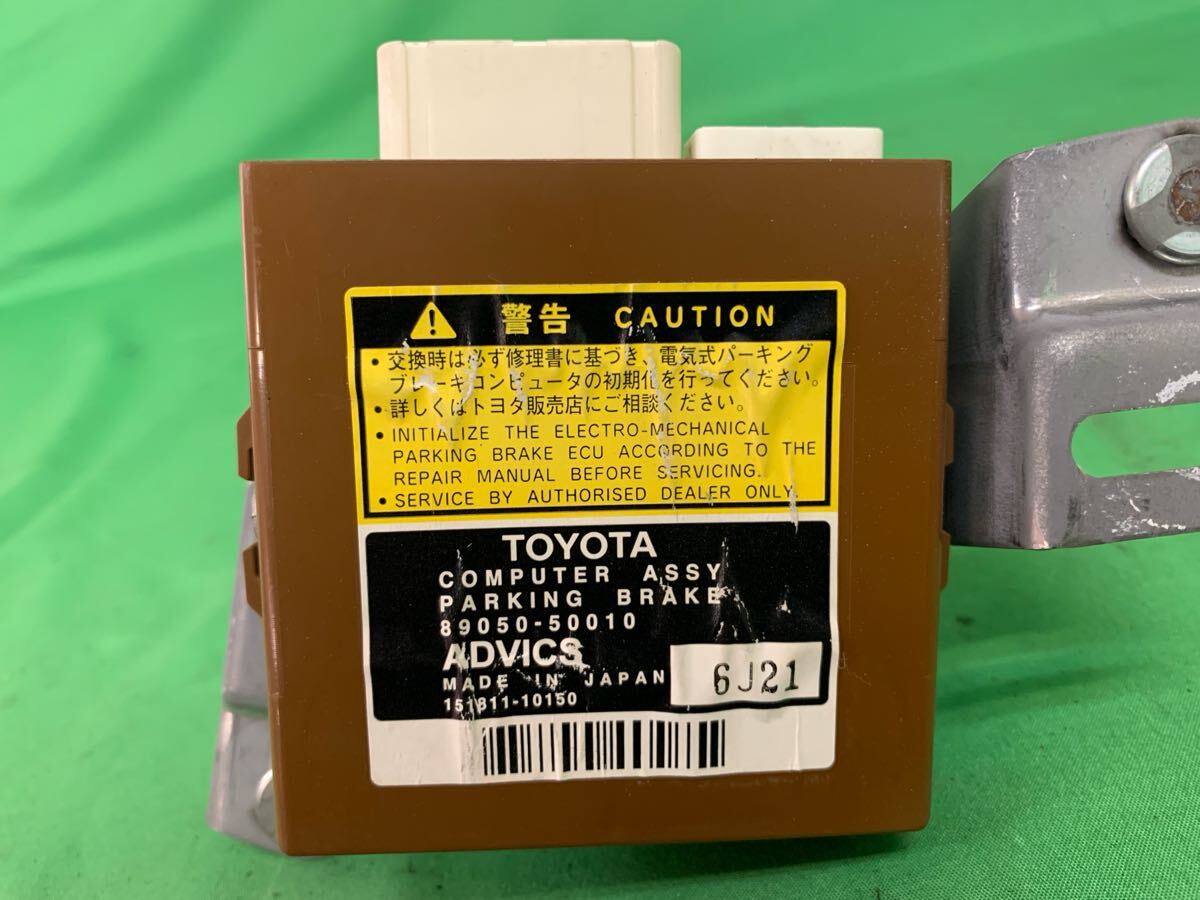 警告 CAUTION
・交換時は必ず修理書に基づき、電気式パーキング
ブレーキコンピュータの初期化を行ってください。
・詳しくはトヨタ販売店にご相談ください。
・INITIALIZE THE ELECTRO-MECHANICAL
PARKING BRAKE ECU ACCORDING TO THE
REPAIR MANUAL BEFORE SERVICING.
・SERVICE BY AUTHORISED DEALER ONLY.
TOYOTA
COMPUTER ASSY
PARKING BRAKE
89050-50010
ADVICS
MADE IN JAPAN
6J21
151811-10150